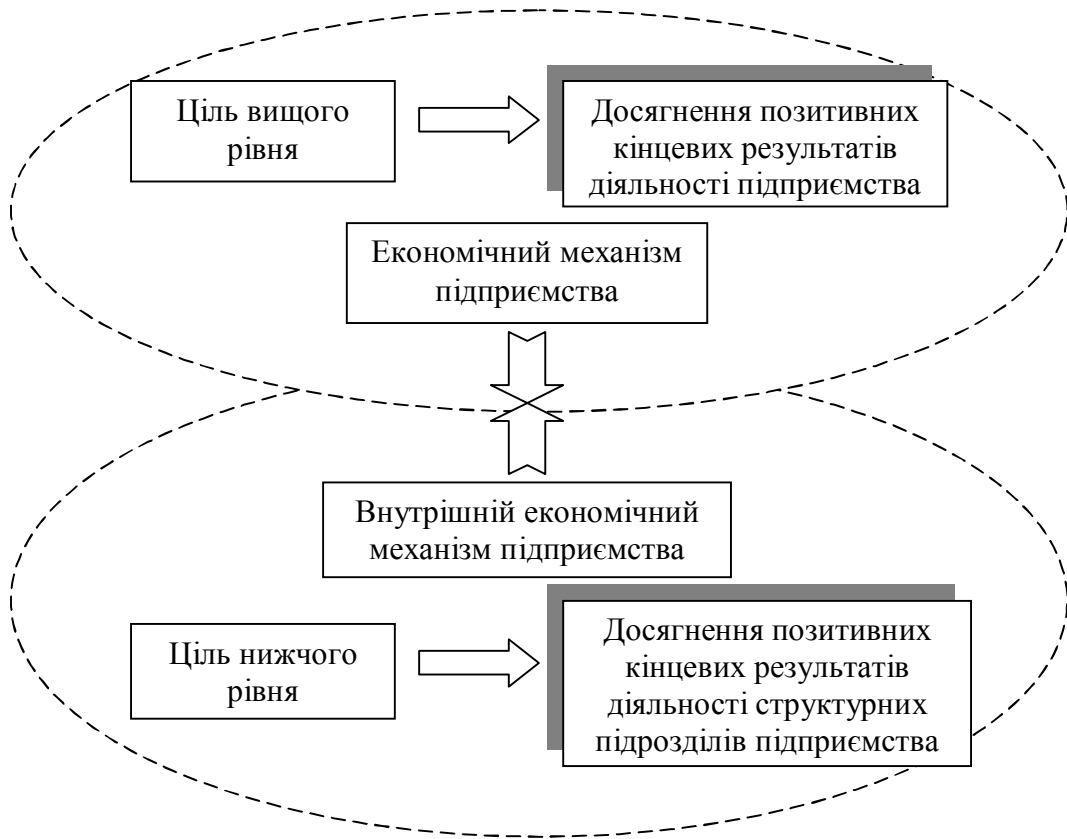 Ціль вищого
рівня
Досягнення позитивних
кінцевих результатів
діяльності підприємства
Економічний механізм
підприємства
Внутрішній економічний
механізм підприємства
Ціль нижчого
рівня
Досягнення позитивних
кінцевих результатів
діяльності структурних
підрозділів підприємства